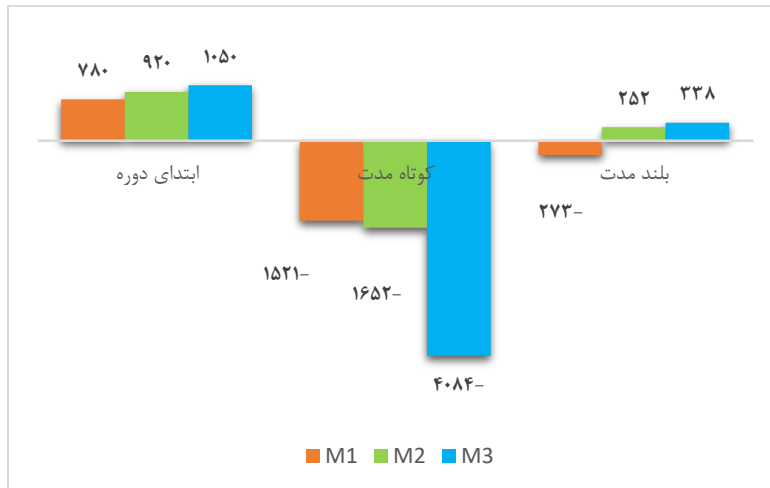 ۷۸۰
۹۲۰
۱۰۵۰
۲۵۲
۳۳۸
ابتدای دوره
کوتاه مدت
بلند مدت
-۲۷۳
-۱۵۲۱
-۱۶۵۲
-۴۰۸۴
M1 M2 M3